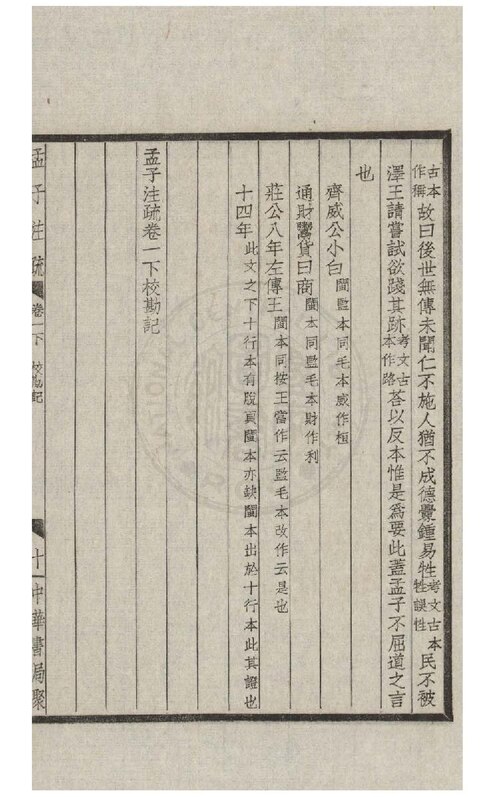 古本作稱故曰後世無傳未聞仁不施人猶不成德釁鍾易牲考文古本牲誤性民不被
澤王請嘗試欲踐其跡考文古本作路荅以反本惟是爲要此蓋孟子不屈道之言
也
齊威公小白閩監本同毛本威作桓
通財鬻貨曰商閩本同監毛本財作利
莊公八年左傳王閩本同按王當作云監毛本改作云是也
十四年此文之下十行本有脫頁閩本亦缺閩本出於十行本此其證也
孟子注疏卷一下校勘記
孟子注疏 卷一下 校勘記 十一 中華書局聚